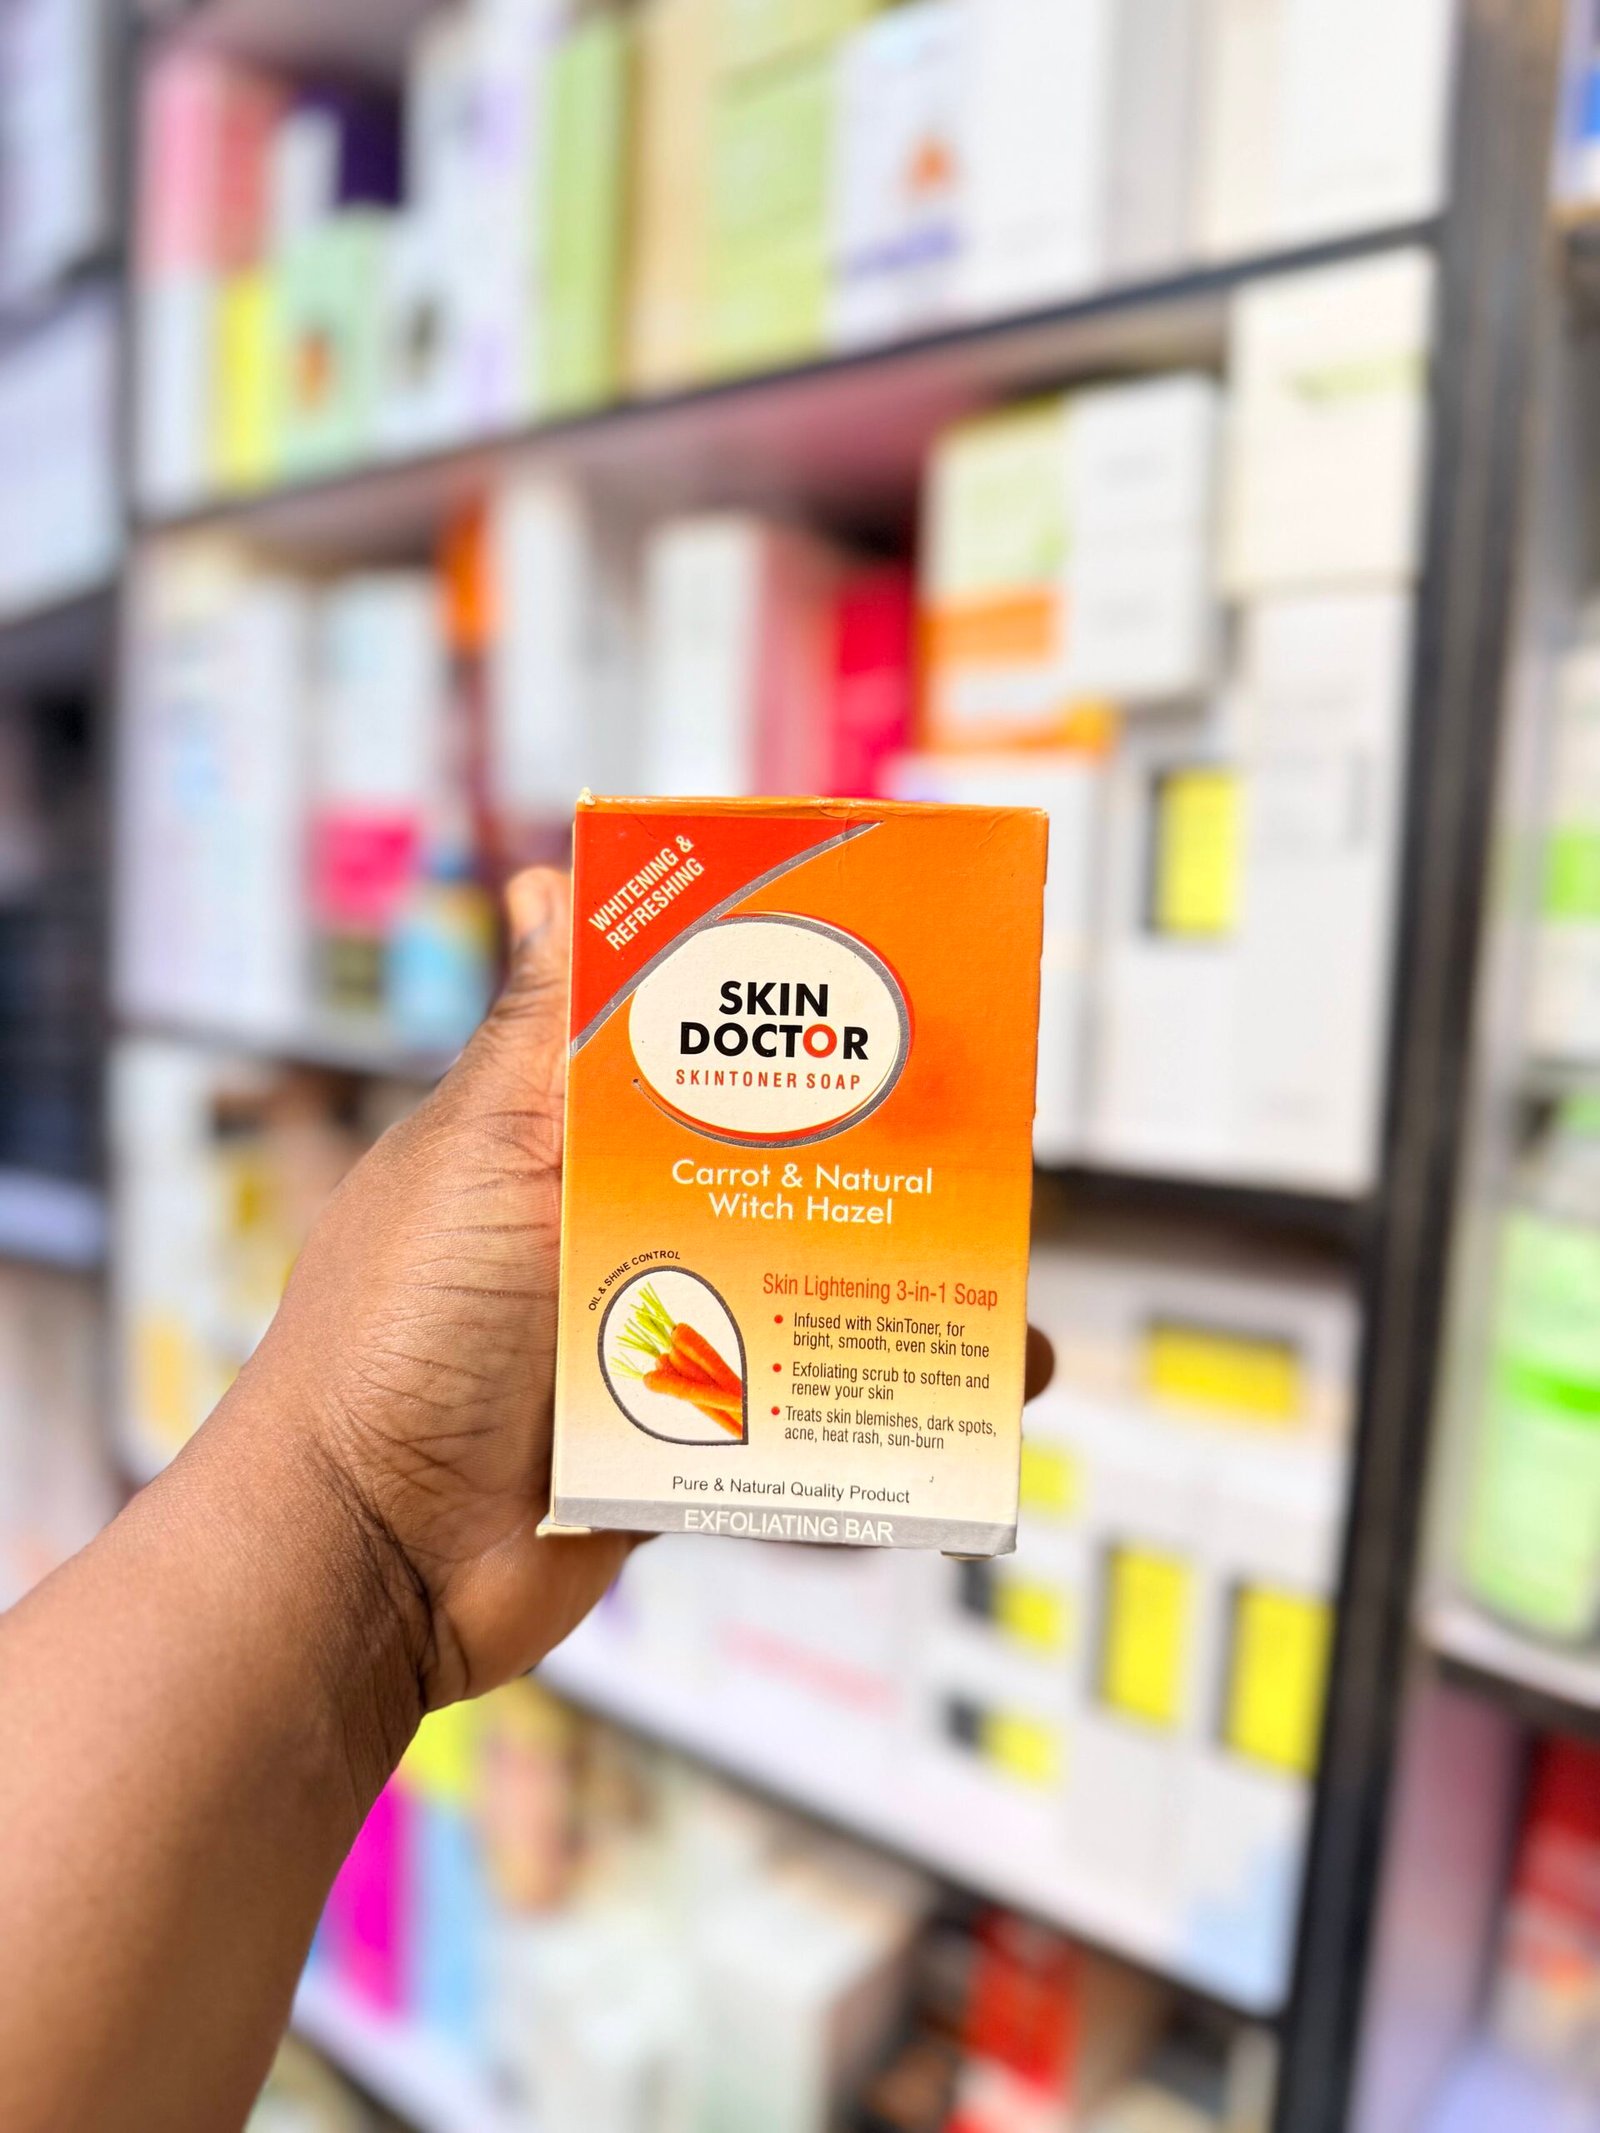 WHITENING &
REFRESHING
SKIN
DOCTOR
SKINTONER SOAP
Carrot & Natural
Witch Hazel
OIL & SHINE CONTROL
Skin Lightening 3-in-1 Soap
• Infused with SkinToner, for
bright, smooth, even skin tone
• Exfoliating scrub to soften and
renew your skin
• Treats skin blemishes, dark spots,
acne, heat rash, sun-burn
Pure & Natural Quality Product
EXFOLIATING BAR